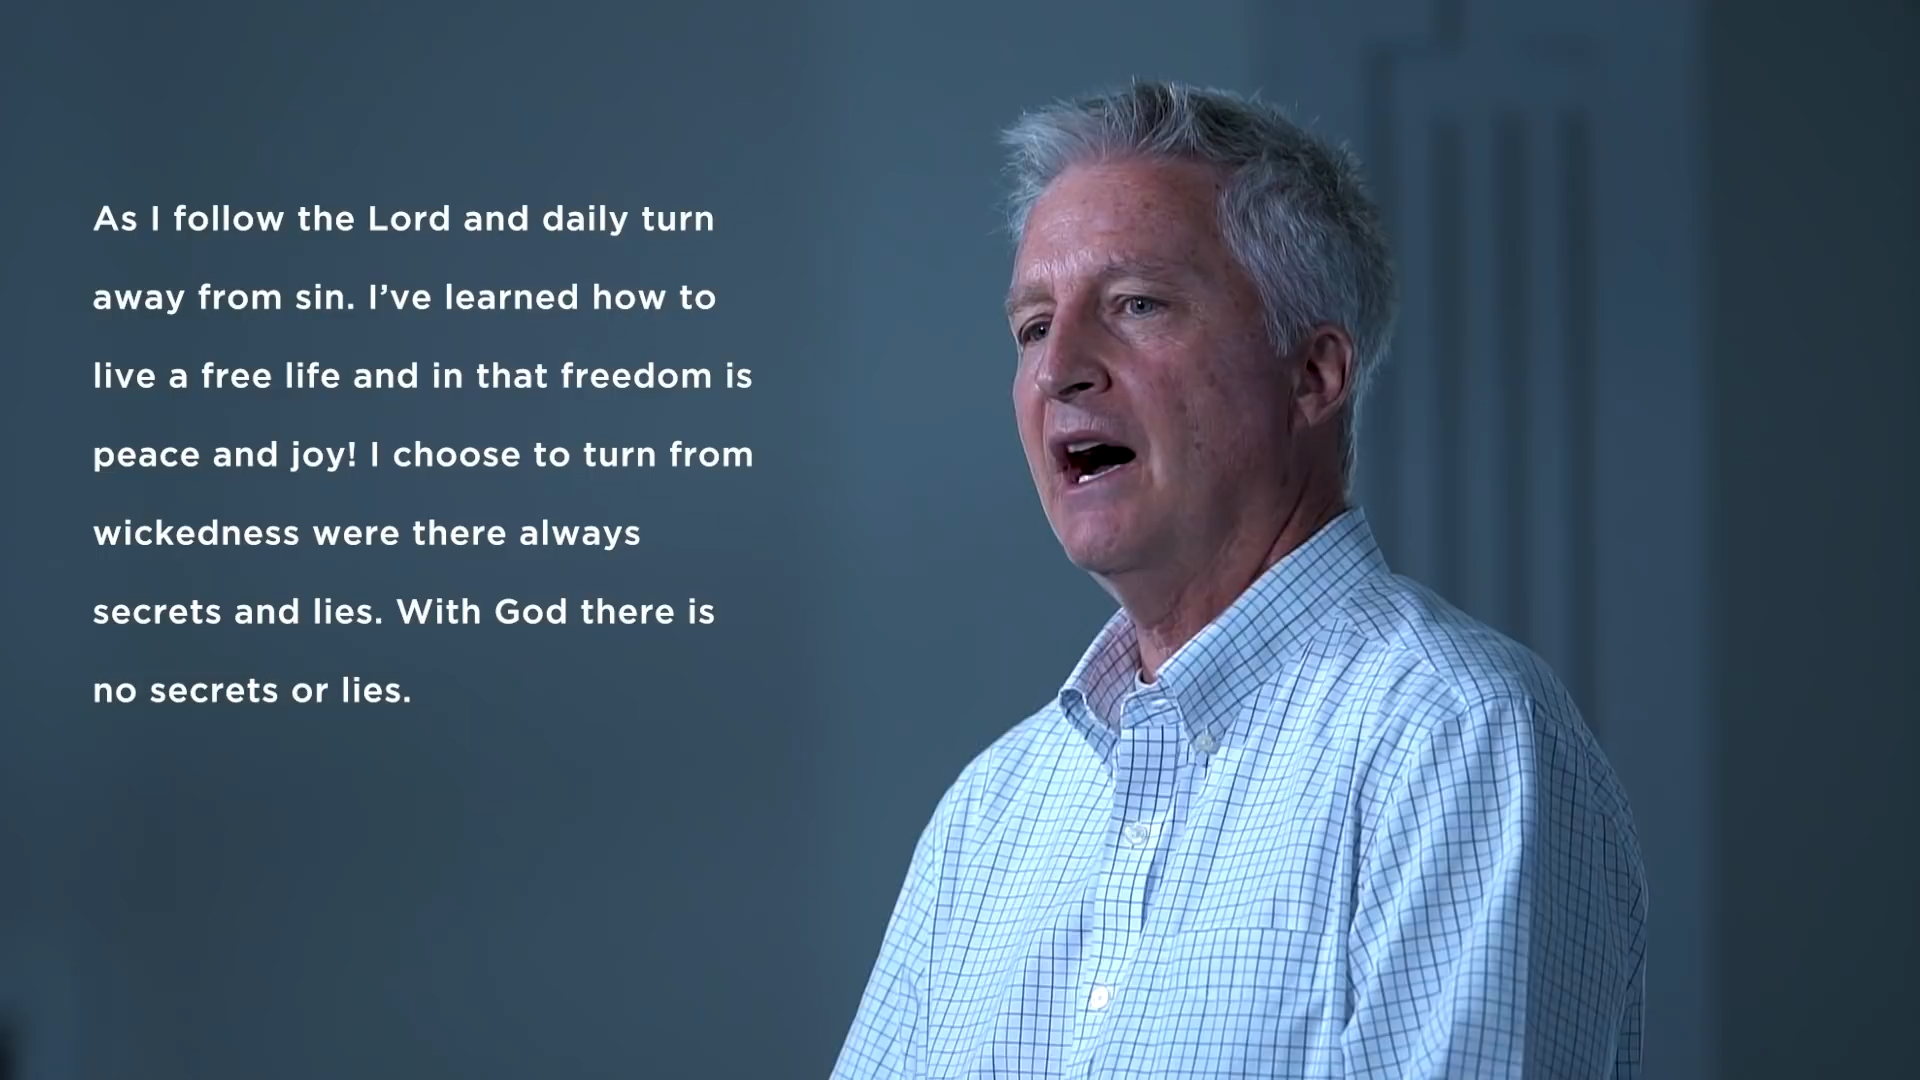 As I follow the Lord and daily turn
away from sin. I’ve learned how to
live a free life and in that freedom is
peace and joy! I choose to turn from
wickedness were there always
secrets and lies. With God there is
no secrets or lies.